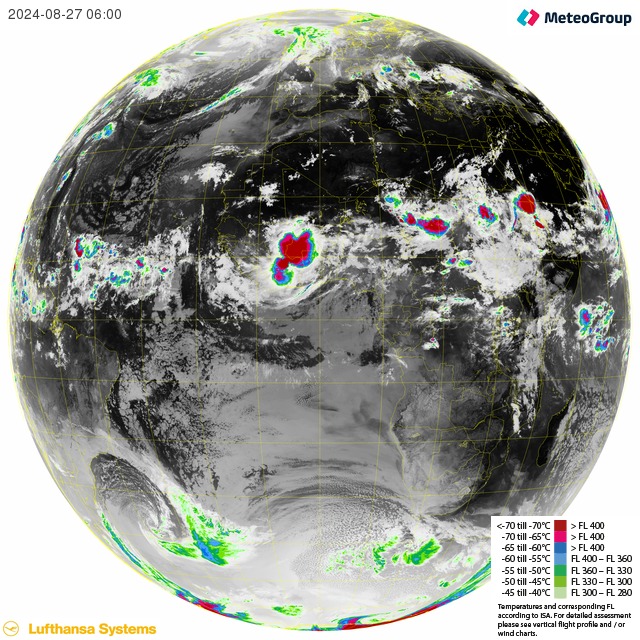 2024-08-27 06:00
MeteoGroup
<-70 till -70°C > FL 400
-70 till -65°C > FL 400
-65 till -60°C > FL 400
-60 till -55°C FL 400 – FL 360
-55 till -50°C FL 360 – FL 330
-50 till -45°C FL 330 – FL 300
-45 till -40°C FL 300 – FL 280
Temperatures and corresponding FL
according to ISA. For detailed assessment
please see vertical flight profile and / or
wind charts.
Lufthansa Systems